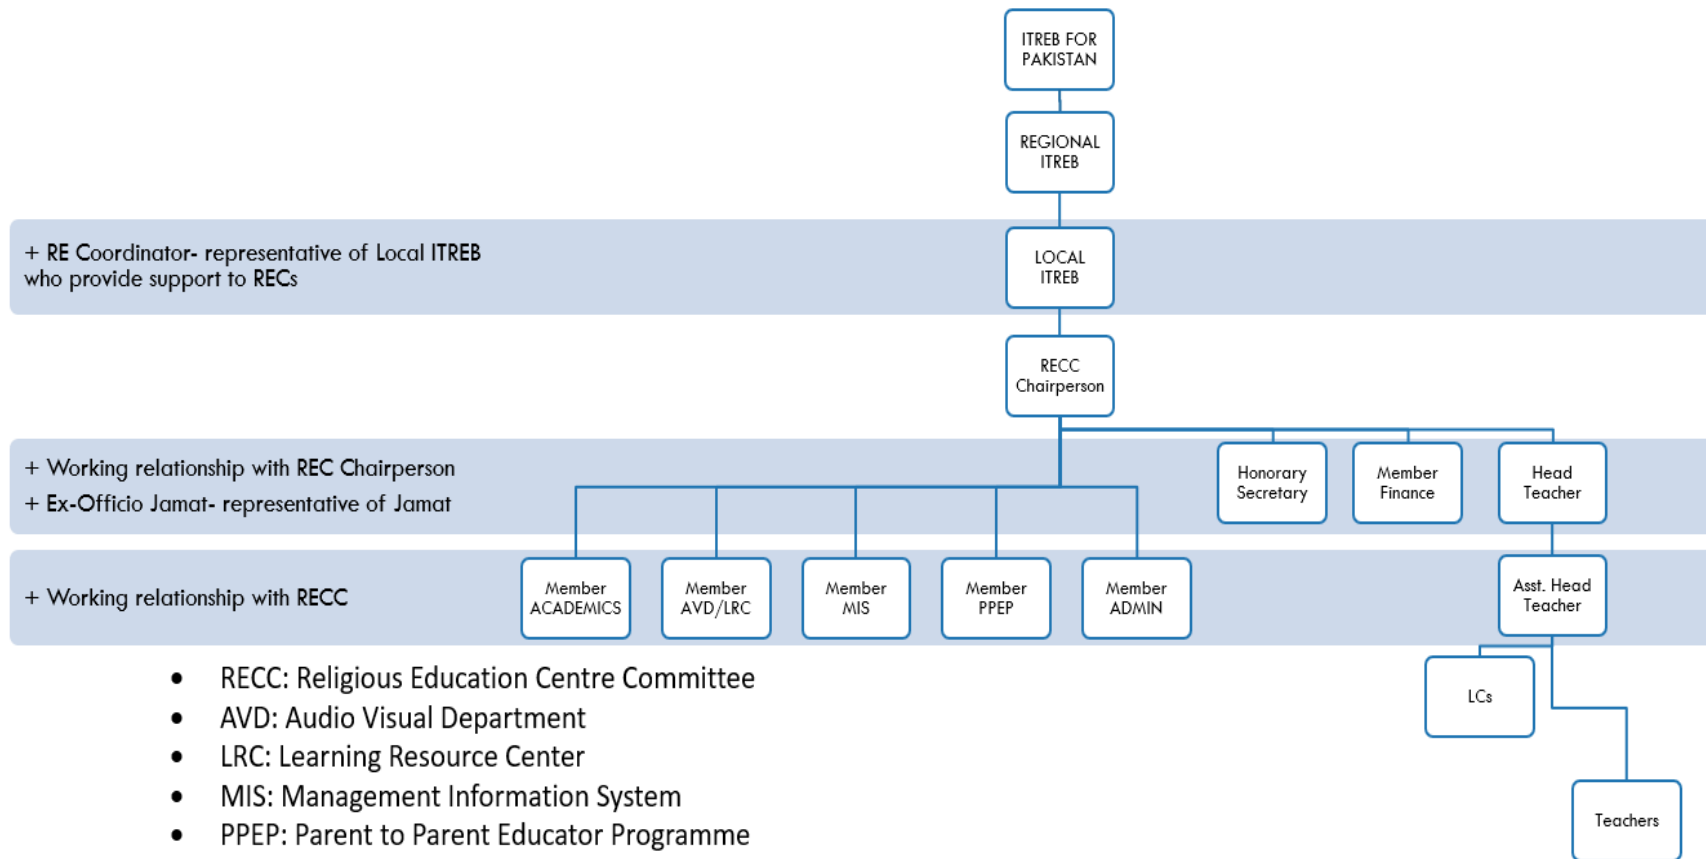 ITREB FOR
PAKISTAN
REGIONAL
ITREB
+ RE Coordinator- representative of Local ITREB
who provide support to RECs
LOCAL
ITREB
RECC
Chairperson
+ Working relationship with REC Chairperson
+ Ex-Officio Jamat- representative of Jamat
Honorary
Secretary
Member
Finance
Head
Teacher
+ Working relationship with RECC
Member
ACADEMICS
Member
AVD/LRC
Member
MIS
Member
PPEP
Member
ADMIN
Asst. Head
Teacher
LCs
Teachers
• RECC: Religious Education Centre Committee
• AVD: Audio Visual Department
• LRC: Learning Resource Center
• MIS: Management Information System
• PPEP: Parent to Parent Educator Programme